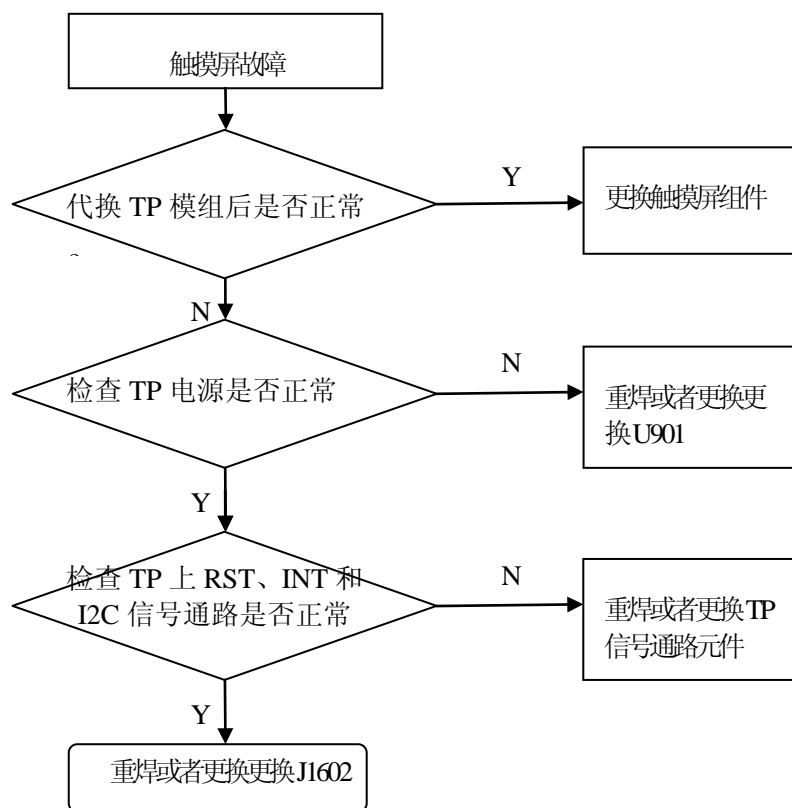 触摸屏故障
代换 TP 模组后是否正常
Y
更换触摸屏组件
N
检查 TP 电源是否正常
N
重焊或者更换更
换U901
Y
检查 TP 上 RST、INT 和
I2C 信号通路是否正常
N
重焊或者更换TP
信号通路元件
Y
重焊或者更换更换J1602